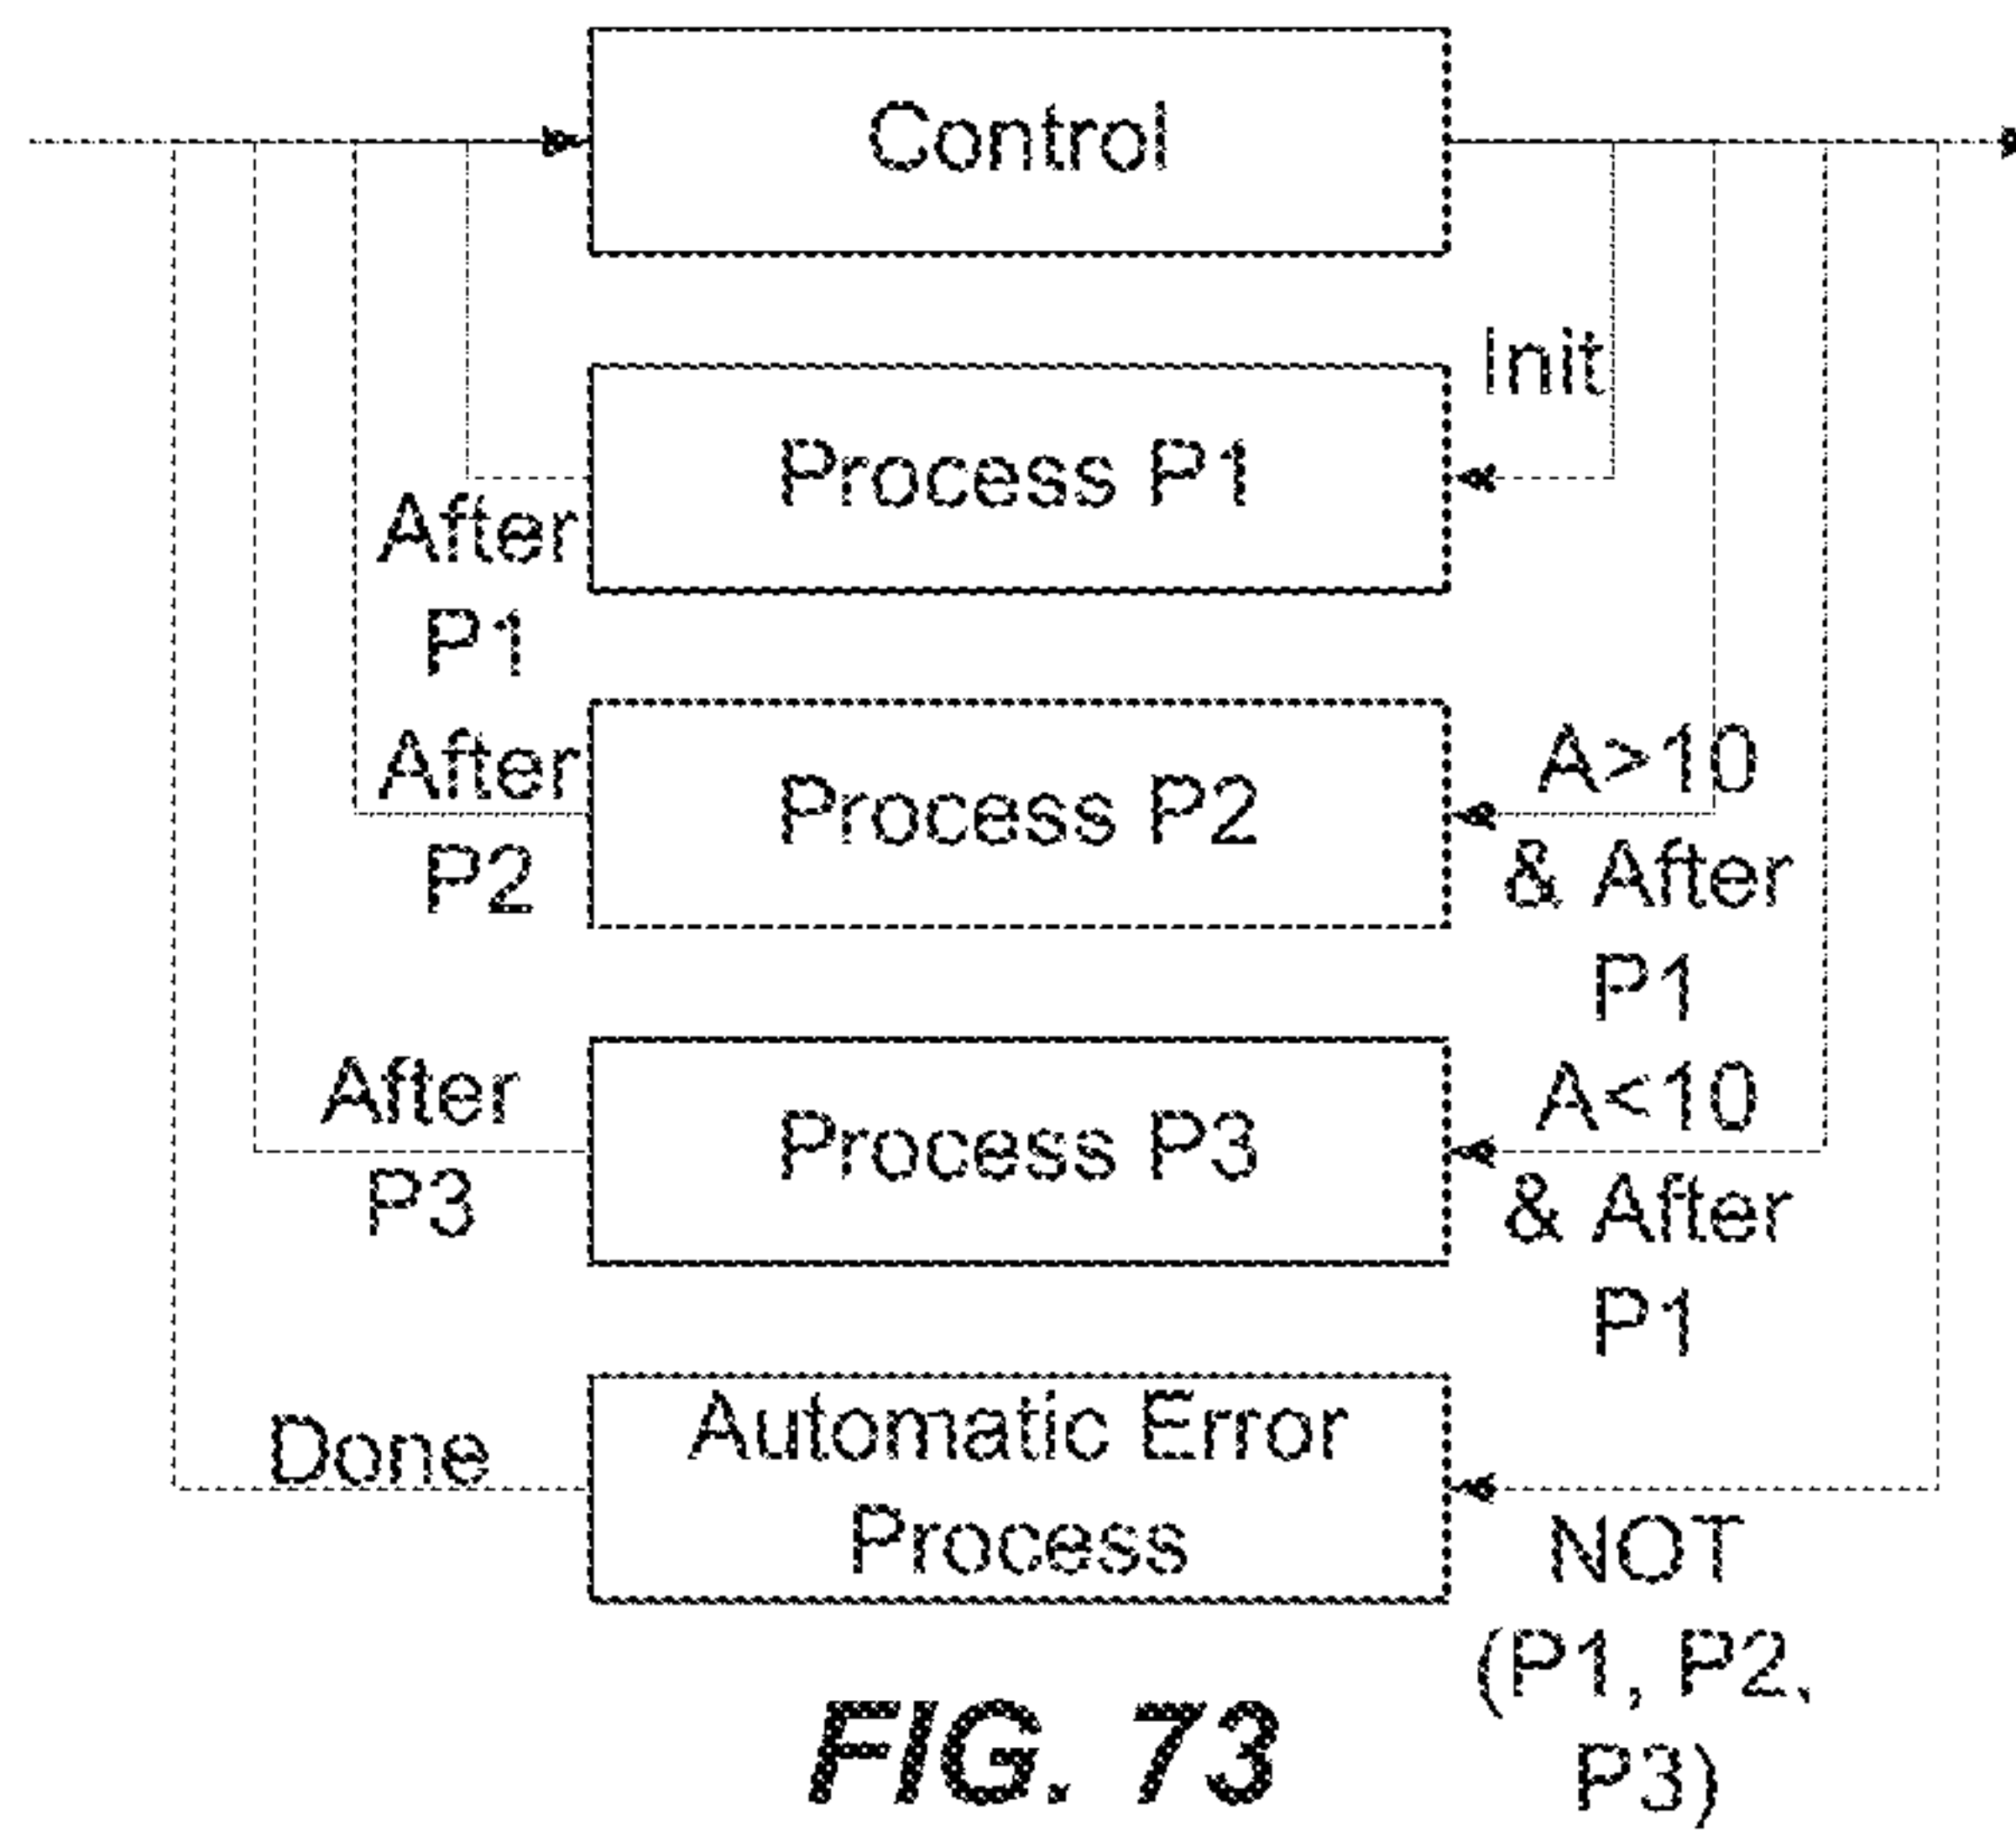 Control
Init
Process P1
After
P1
After
P2
Process P2
A>10
& After
P1
After
P3
Process P3
A<10
& After
P1
Done
Automatic Error
Process
NOT
(P1, P2,
P3)
FIG. 73